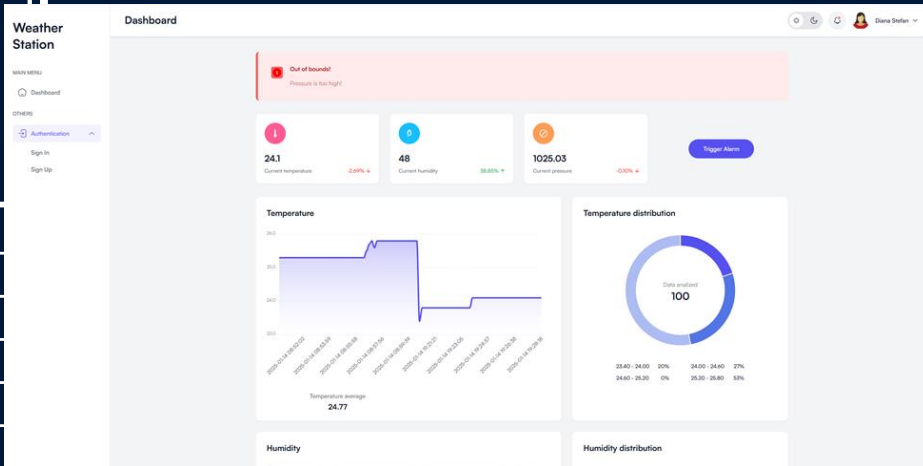 Weather
Station
Dashboard
Diana Stefan
MAIN MENU
Dashboard
OTHERS
Authentication
Sign In
Sign Up
Out of bounds!
Pressure is too high!
24.1
Current temperature
-2.69%
48
Current humidity
1025.03
Current pressure
-0.10%
Trigger Alarm
Temperature
Temperature average
24.77
Temperature distribution
Data analized
100
23.40 - 24.00 20%
24.00 - 24.60 27%
24.60 - 25.20 0%
25.20 - 25.80 53%
Humidity
Humidity distribution